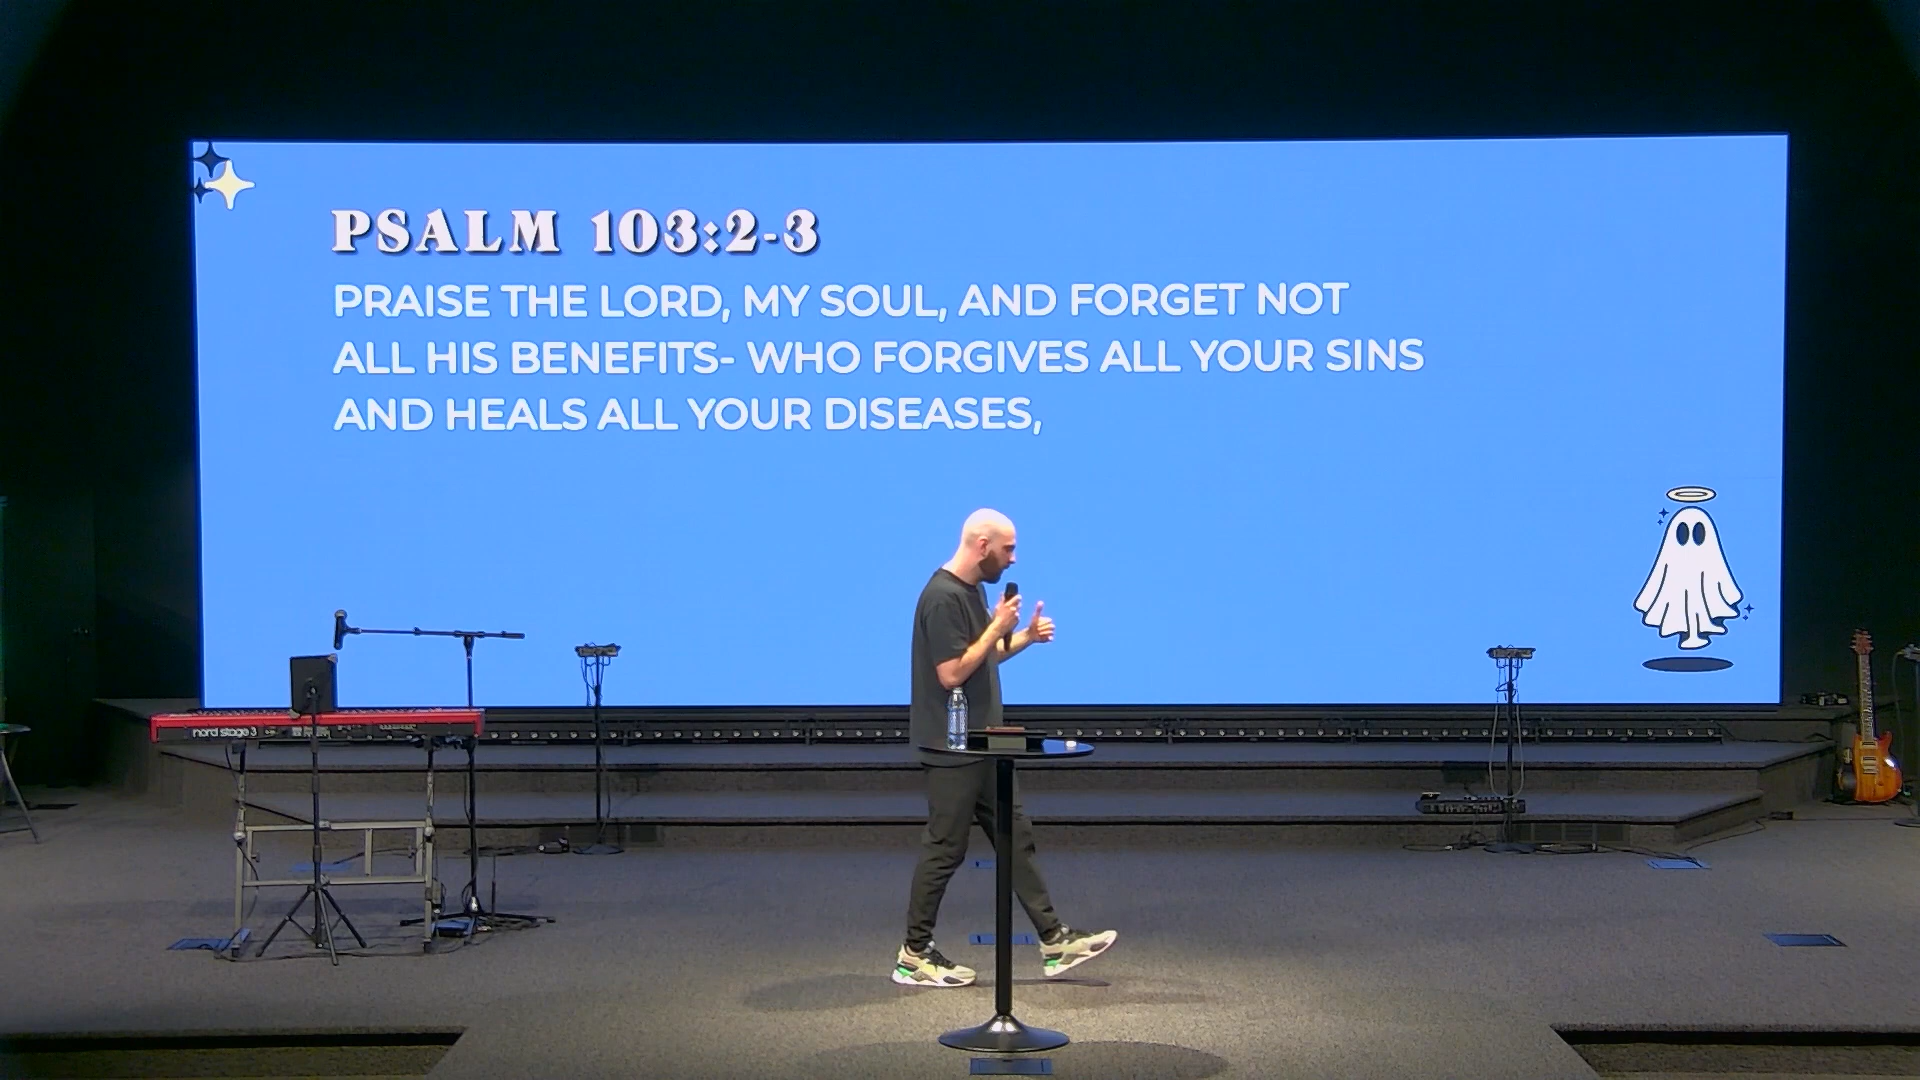 PSALM 103:2-3
PRAISE THE LORD, MY SOUL, AND FORGET NOT
ALL HIS BENEFITS- WHO FORGIVES ALL YOUR SINS
AND HEALS ALL YOUR DISEASES,
nord stage 3